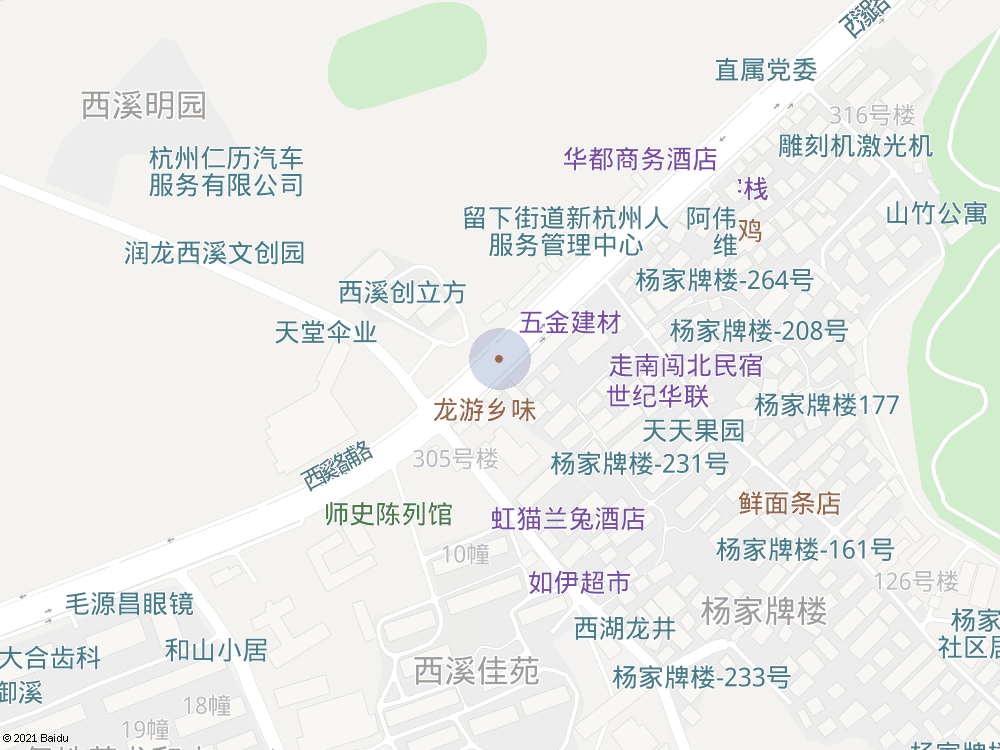 西溪路
直属党委
西溪明园
316号楼
雕刻机激光机
杭州仁历汽车
服务有限公司
华都商务酒店
栈
山竹公寓
留下街道新杭州人
服务管理中心
阿伟
维
鸡
润龙西溪文创园
杨家牌楼-264号
西溪创立方
天堂伞业
五金建材
杨家牌楼-208号
走南闯北民宿
世纪华联
杨家牌楼177
龙游乡味
天天果园
305号楼
杨家牌楼-231号
西溪路辅路
鲜面条店
师史陈列馆
虹猫兰兔酒店
杨家牌楼-161号
10幢
如伊超市
126号楼
毛源昌眼镜
杨家牌楼
杨家
社区居
西湖龙井
和山小居
大合齿科
西溪佳苑
杨家牌楼-233号
御溪
18幢
19幢
© 2021 Baidu